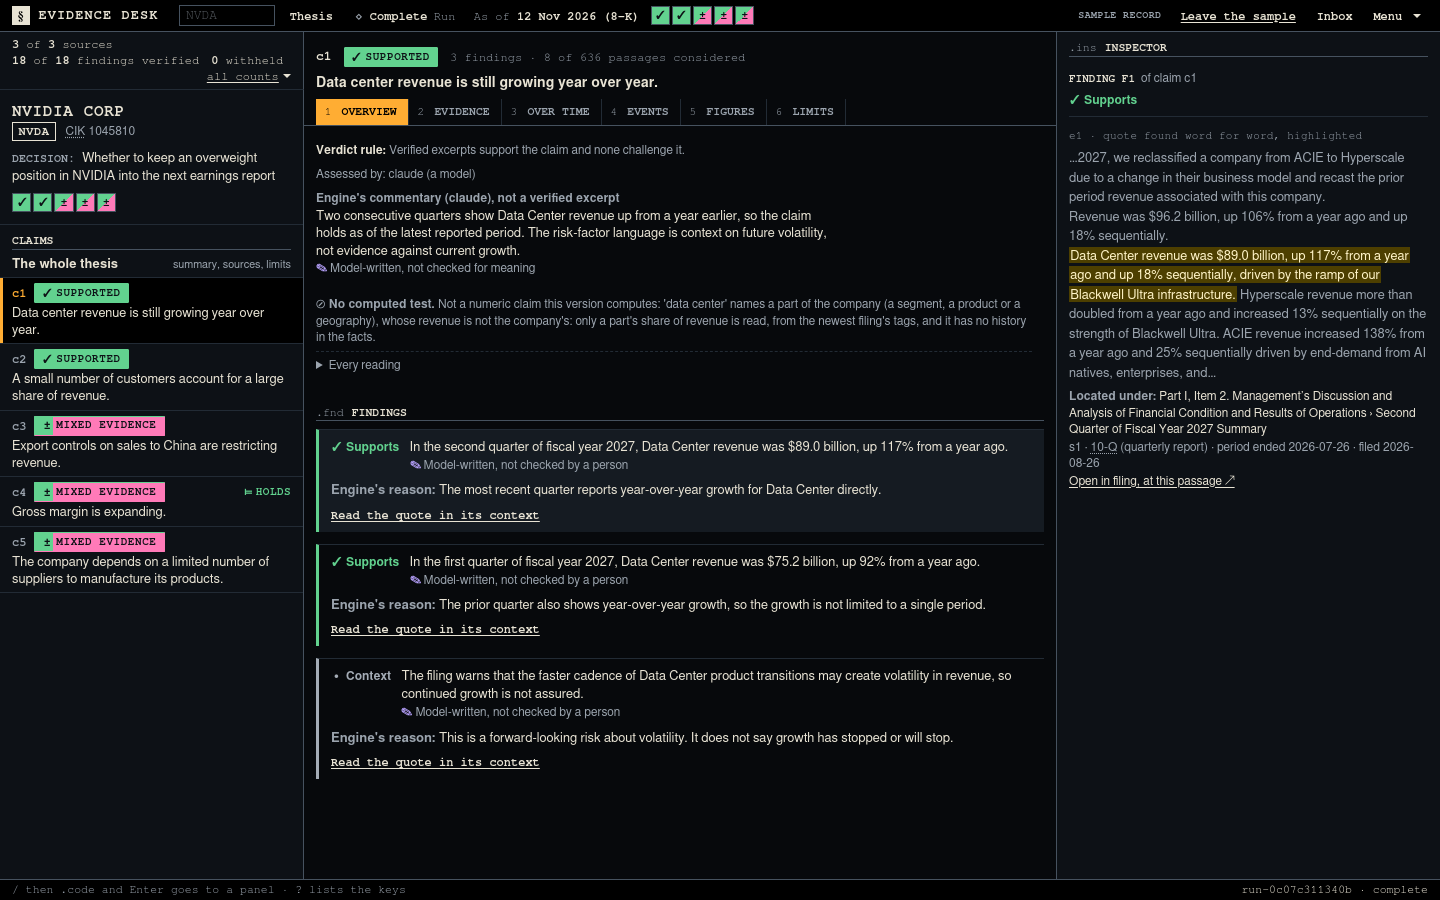 § EVIDENCE DESK NVDA Thesis ◇ Complete Run As of 12 Nov 2026 (8-K) ✓ ✓ ± ± ± SAMPLE RECORD Leave the sample Inbox Menu
3 of 3 sources
18 of 18 findings verified 0 withheld
all counts
NVIDIA CORP
NVDA CIK 1045810
DECISION: Whether to keep an overweight
position in NVIDIA into the next earnings report
✓ ✓ ± ± ±
CLAIMS
The whole thesis summary, sources, limits
c1 ✓ SUPPORTED
Data center revenue is still growing year over
year.
c2 ✓ SUPPORTED
A small number of customers account for a large
share of revenue.
c3 ± MIXED EVIDENCE
Export controls on sales to China are restricting
revenue.
c4 ± MIXED EVIDENCE ⊨ HOLDS
Gross margin is expanding.
c5 ± MIXED EVIDENCE
The company depends on a limited number of
suppliers to manufacture its products.
c1 ✓ SUPPORTED 3 findings · 8 of 636 passages considered
Data center revenue is still growing year over year.
1 OVERVIEW 2 EVIDENCE 3 OVER TIME 4 EVENTS 5 FIGURES 6 LIMITS
Verdict rule: Verified excerpts support the claim and none challenge it.
Assessed by: claude (a model)
Engine's commentary (claude), not a verified excerpt
Two consecutive quarters show Data Center revenue up from a year earlier, so the claim
holds as of the latest reported period. The risk-factor language is context on future volatility,
not evidence against current growth.
✎ Model-written, not checked for meaning
⊘ No computed test. Not a numeric claim this version computes: 'data center' names a part of the company (a segment, a product or a
geography), whose revenue is not the company's: only a part's share of revenue is read, from the newest filing's tags, and it has no history
in the facts.
▶ Every reading
.fnd FINDINGS
✓ Supports In the second quarter of fiscal year 2027, Data Center revenue was $89.0 billion, up 117% from a year ago.
✎ Model-written, not checked by a person
Engine's reason: The most recent quarter reports year-over-year growth for Data Center directly.
Read the quote in its context
✓ Supports In the first quarter of fiscal year 2027, Data Center revenue was $75.2 billion, up 92% from a year ago.
✎ Model-written, not checked by a person
Engine's reason: The prior quarter also shows year-over-year growth, so the growth is not limited to a single period.
Read the quote in its context
• Context The filing warns that the faster cadence of Data Center product transitions may create volatility in revenue, so
continued growth is not assured.
✎ Model-written, not checked by a person
Engine's reason: This is a forward-looking risk about volatility. It does not say growth has stopped or will stop.
Read the quote in its context
.ins INSPECTOR
FINDING F1 of claim c1
✓ Supports
e1 · quote found word for word, highlighted
…2027, we reclassified a company from ACIE to Hyperscale
due to a change in their business model and recast the prior
period revenue associated with this company.
Revenue was $96.2 billion, up 106% from a year ago and up
18% sequentially.
Data Center revenue was $89.0 billion, up 117% from a year
ago and up 18% sequentially, driven by the ramp of our
Blackwell Ultra infrastructure. Hyperscale revenue more than
doubled from a year ago and increased 13% sequentially on the
strength of Blackwell Ultra. ACIE revenue increased 138% from
a year ago and 25% sequentially driven by end-demand from AI
natives, enterprises, and…
Located under: Part I, Item 2. Management's Discussion and
Analysis of Financial Condition and Results of Operations › Second
Quarter of Fiscal Year 2027 Summary
s1 · 10-Q (quarterly report) · period ended 2026-07-26 · filed 2026-
08-26
Open in filing, at this passage ↗
/ then .code and Enter goes to a panel · ? lists the keys run-0c07c311340b · complete